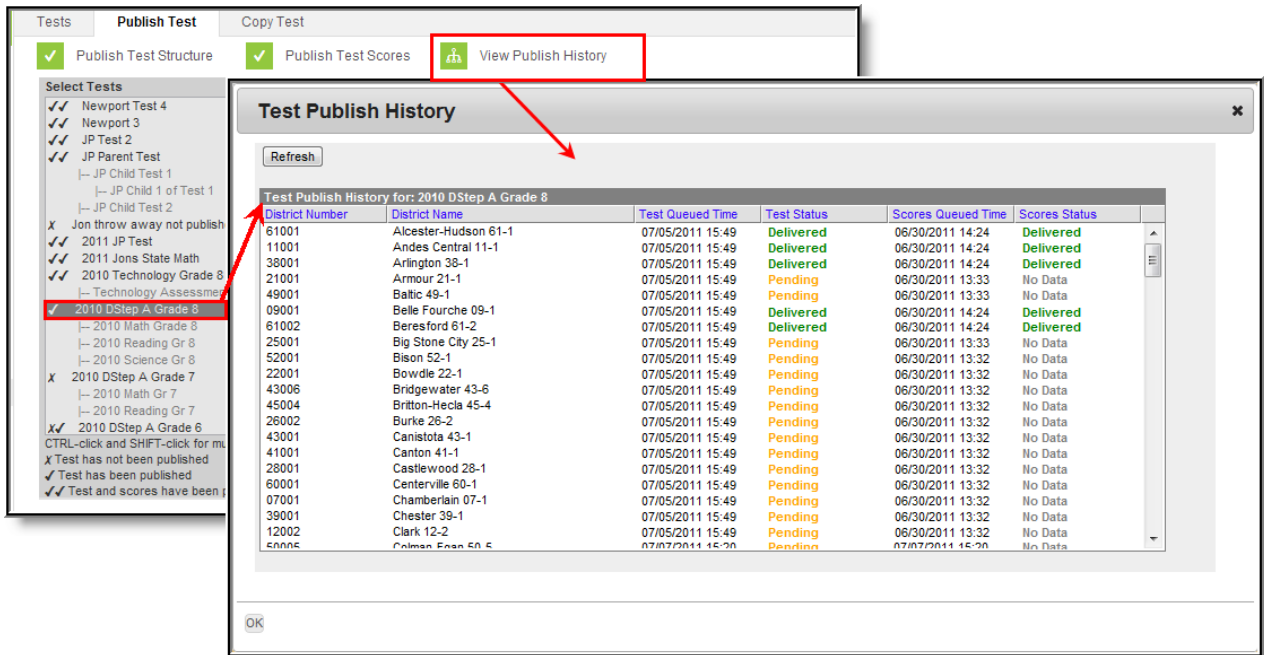 Tests Publish Test Copy Test
Publish Test Structure Publish Test Scores View Publish History
Select Tests
✓✓ Newport Test 4
✓✓ Newport 3
✓✓ JP Test 2
✓✓ JP Parent Test
|-- JP Child Test 1
|-- JP Child 1 of Test 1
|-- JP Child Test 2
X Jon throw away not publish
✓✓ 2011 JP Test
✓✓ 2011 Jons State Math
✓✓ 2010 Technology Grade 8
|-- Technology Assessmen
✓ 2010 DStep A Grade 8
|-- 2010 Math Grade 8
|-- 2010 Reading Gr 8
|-- 2010 Science Gr 8
X 2010 DStep A Grade 7
|-- 2010 Math Gr 7
|-- 2010 Reading Gr 7
X✓ 2010 DStep A Grade 6
CTRL-click and SHIFT-click for mu
X Test has not been published
✓ Test has been published
✓✓ Test and scores have been p
Test Publish History
Refresh
Test Publish History for: 2010 DStep A Grade 8
District Number District Name Test Queued Time Test Status Scores Queued Time Scores Status
61001 Alcester-Hudson 61-1 07/05/2011 15:49 Delivered 06/30/2011 14:24 Delivered
11001 Andes Central 11-1 07/05/2011 15:49 Delivered 06/30/2011 14:24 Delivered
38001 Arlington 38-1 07/05/2011 15:49 Delivered 06/30/2011 14:24 Delivered
21001 Armour 21-1 07/05/2011 15:49 Pending 06/30/2011 13:33 No Data
49001 Baltic 49-1 07/05/2011 15:49 Pending 06/30/2011 13:33 No Data
09001 Belle Fourche 09-1 07/05/2011 15:49 Delivered 06/30/2011 14:24 Delivered
61002 Beresford 61-2 07/05/2011 15:49 Delivered 06/30/2011 14:24 Delivered
25001 Big Stone City 25-1 07/05/2011 15:49 Pending 06/30/2011 13:33 No Data
52001 Bison 52-1 07/05/2011 15:49 Pending 06/30/2011 13:32 No Data
22001 Bowdle 22-1 07/05/2011 15:49 Pending 06/30/2011 13:32 No Data
43006 Bridgewater 43-6 07/05/2011 15:49 Pending 06/30/2011 13:32 No Data
45004 Britton-Hecla 45-4 07/05/2011 15:49 Pending 06/30/2011 13:32 No Data
26002 Burke 26-2 07/05/2011 15:49 Pending 06/30/2011 13:32 No Data
43001 Canistota 43-1 07/05/2011 15:49 Pending 06/30/2011 13:32 No Data
41001 Canton 41-1 07/05/2011 15:49 Pending 06/30/2011 13:32 No Data
28001 Castlewood 28-1 07/05/2011 15:49 Pending 06/30/2011 13:32 No Data
60001 Centerville 60-1 07/05/2011 15:49 Pending 06/30/2011 13:32 No Data
07001 Chamberlain 07-1 07/05/2011 15:49 Pending 06/30/2011 13:32 No Data
39001 Chester 39-1 07/05/2011 15:49 Pending 06/30/2011 13:32 No Data
12002 Clark 12-2 07/05/2011 15:49 Pending 06/30/2011 13:32 No Data
50005 Colman-Egan 50-5 07/07/2011 15:20 Pending 07/07/2011 15:20 No Data
OK